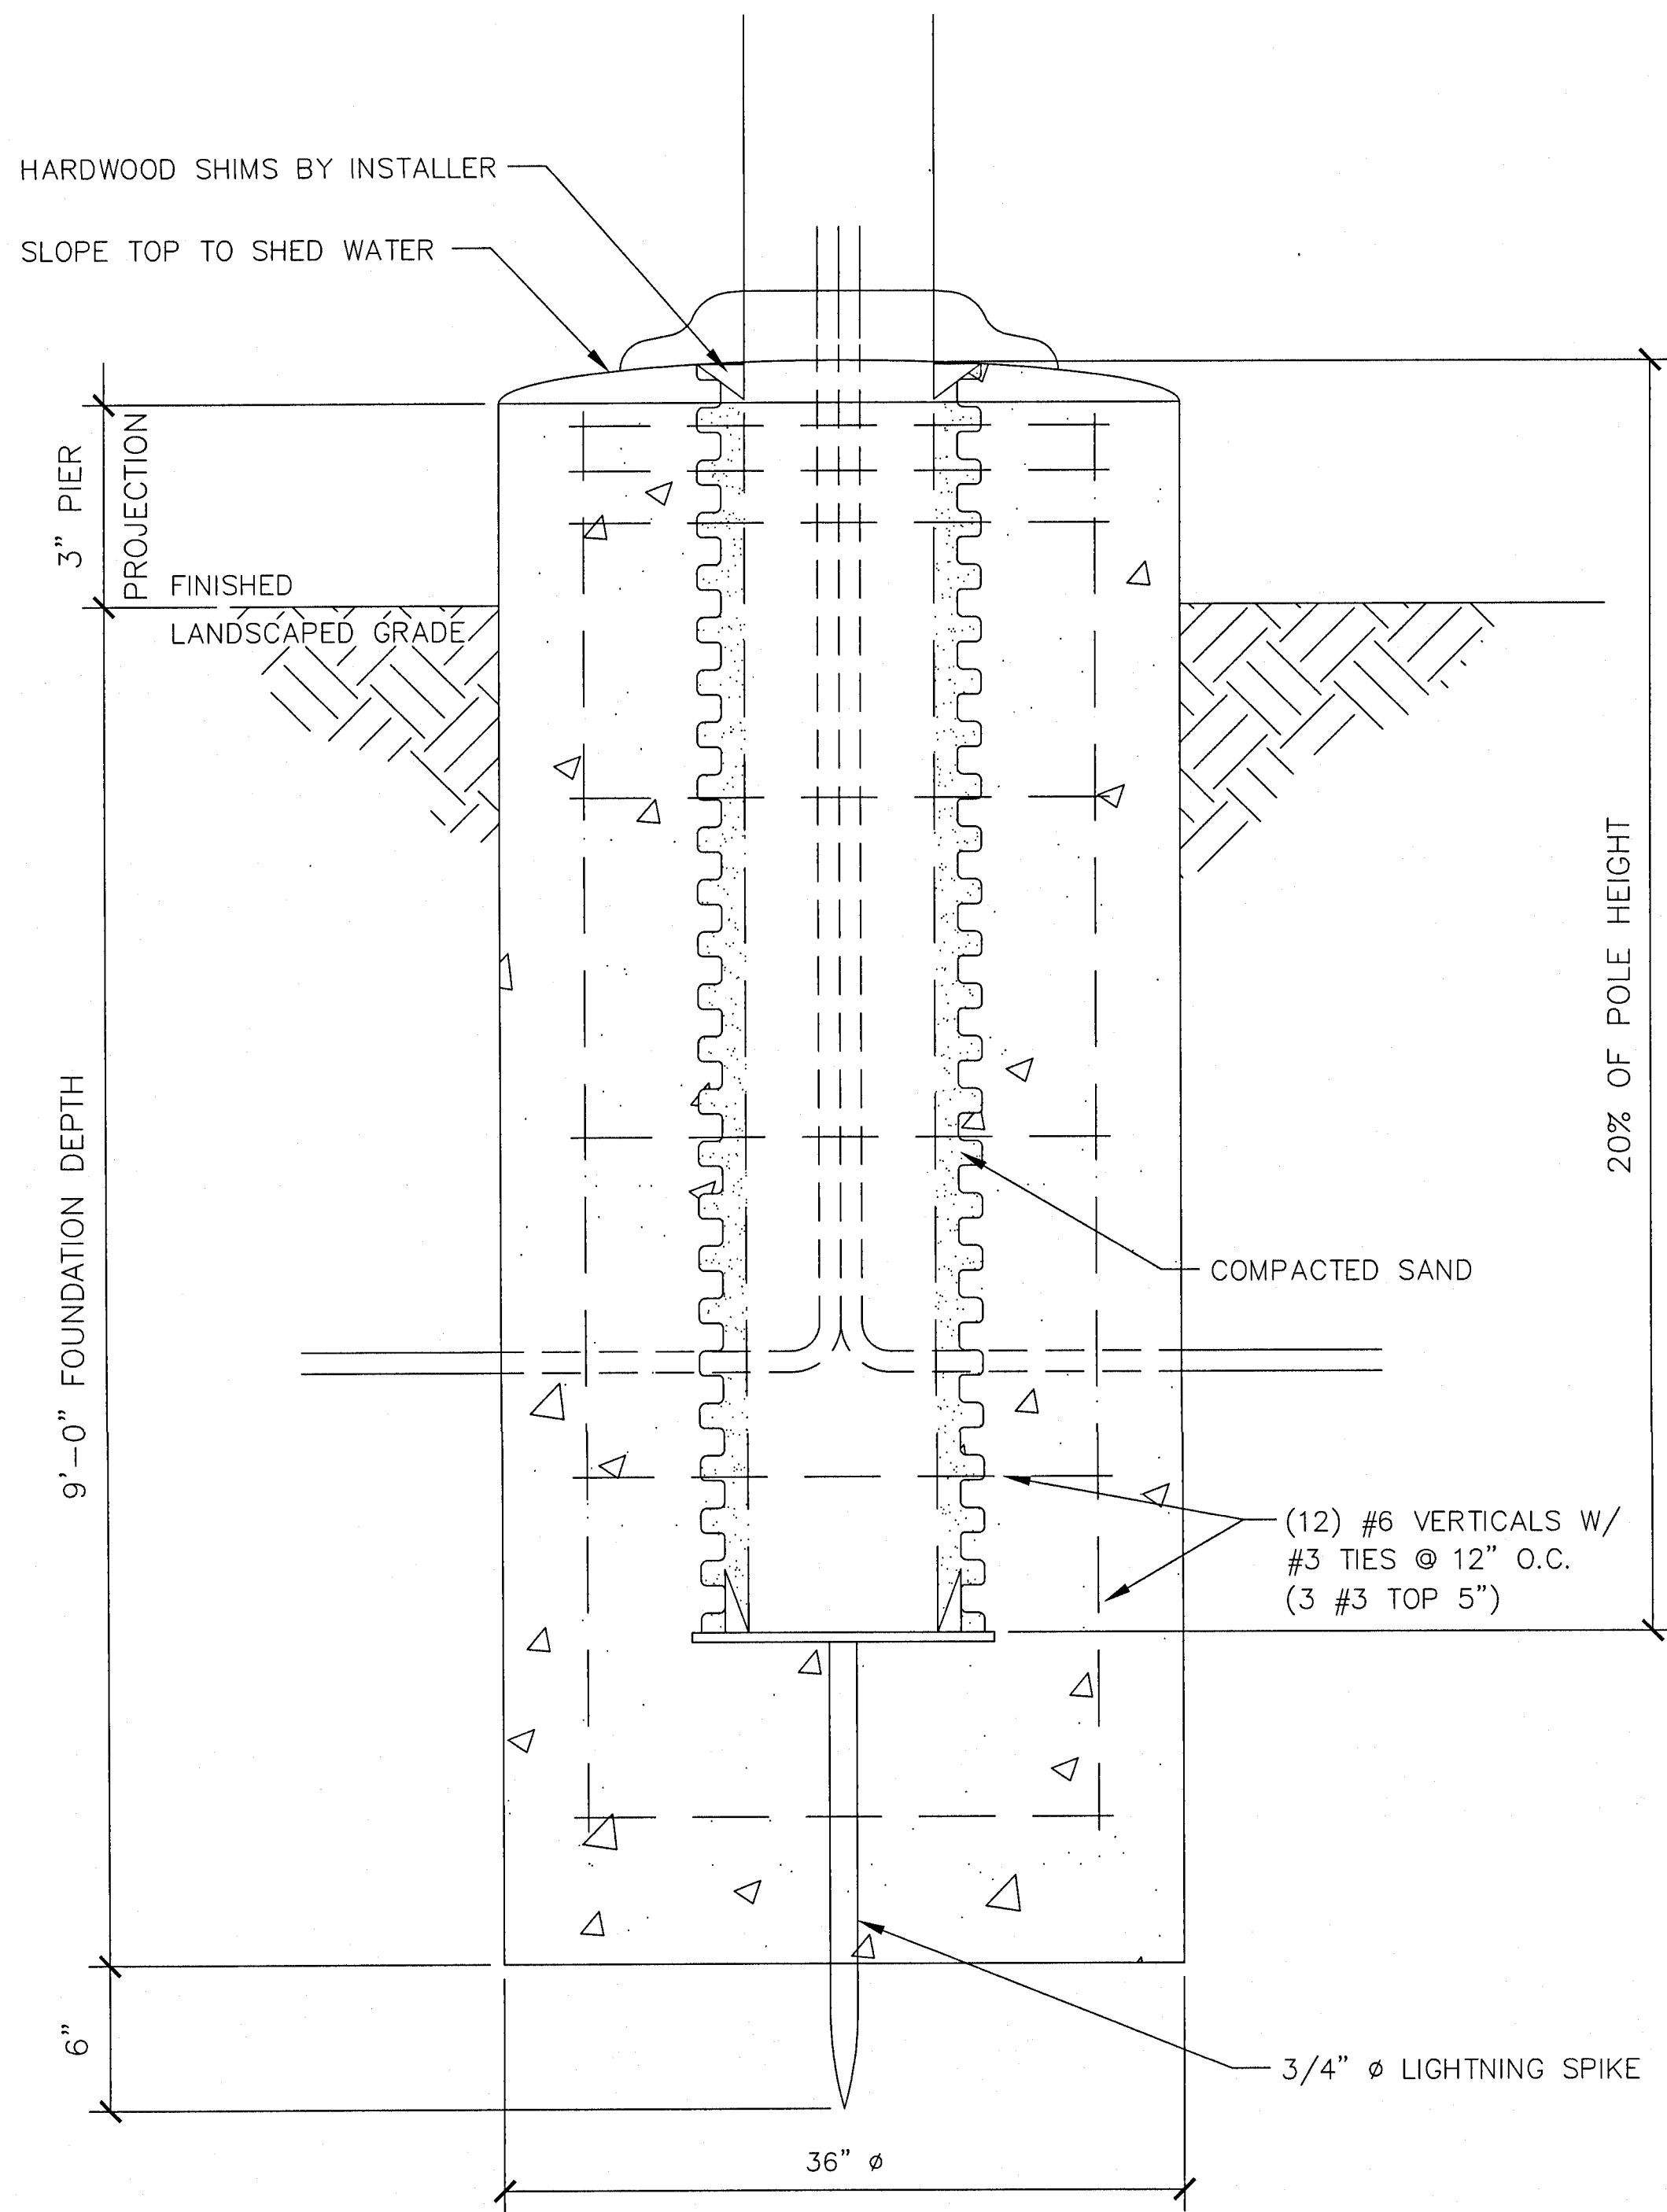 HARDWOOD SHIMS BY INSTALLER
SLOPE TOP TO SHED WATER
3” PIER
PROJECTION
FINISHED
LANDSCAPED GRADE
9’–0” FOUNDATION DEPTH
20% OF POLE HEIGHT
COMPACTED SAND
(12) #6 VERTICALS W/
#3 TIES @ 12” O.C.
(3 #3 TOP 5”)
6”
3/4” ø LIGHTNING SPIKE
36” ø